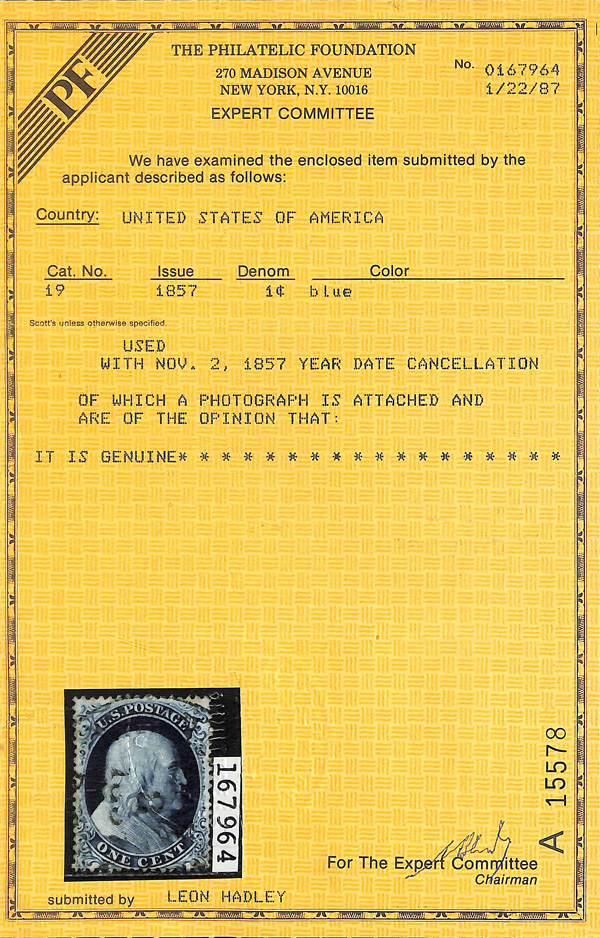 PF
THE PHILATELIC FOUNDATION
270 MADISON AVENUE
NEW YORK, N.Y. 10016
EXPERT COMMITTEE
No. 0167964
1/22/87
We have examined the enclosed item submitted by the
applicant described as follows:
Country: UNITED STATES OF AMERICA
Cat. No. Issue Denom Color
19 1857 1¢ blue
Scott's unless otherwise specified.
USED
WITH NOV. 2, 1857 YEAR DATE CANCELLATION
OF WHICH A PHOTOGRAPH IS ATTACHED AND
ARE OF THE OPINION THAT:
IT IS GENUINE* * * * * * * * * * * * * * * * * *
U.S. POSTAGE
ONE CENT
167964
A 15578
For The Expert Committee
Chairman
submitted by LEON HADLEY